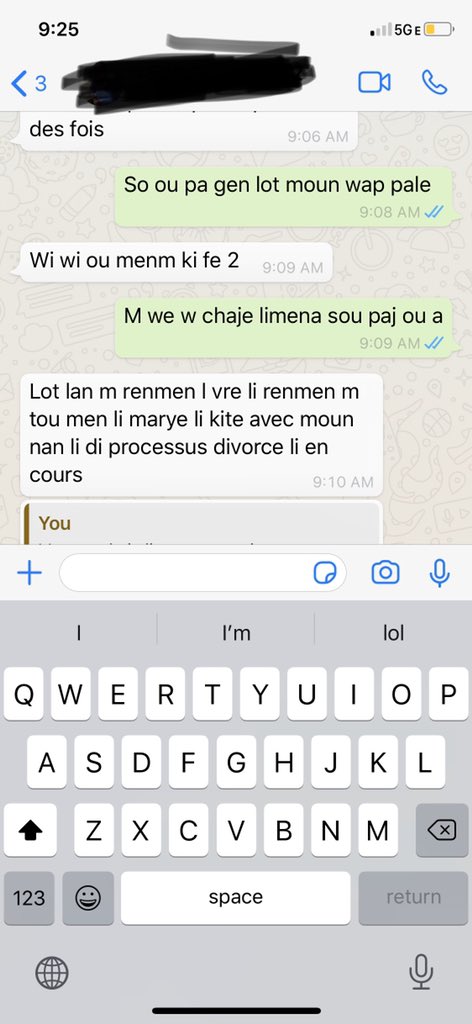 9:25
5GE
3
des fois
9:06 AM
So ou pa gen lot moun wap pale
9:08 AM
Wi wi ou menm ki fe 2
9:09 AM
M we w chaje limena sou paj ou a
9:09 AM
Lot lan m renmen l vre li renmen m
tou men li marye li kite avec moun
nan li di processus divorce li en
cours
9:10 AM
You
I
I'm
lol
Q W E R T Y U I O P
A S D F G H J K L
Z X C V B N M
123
space
return